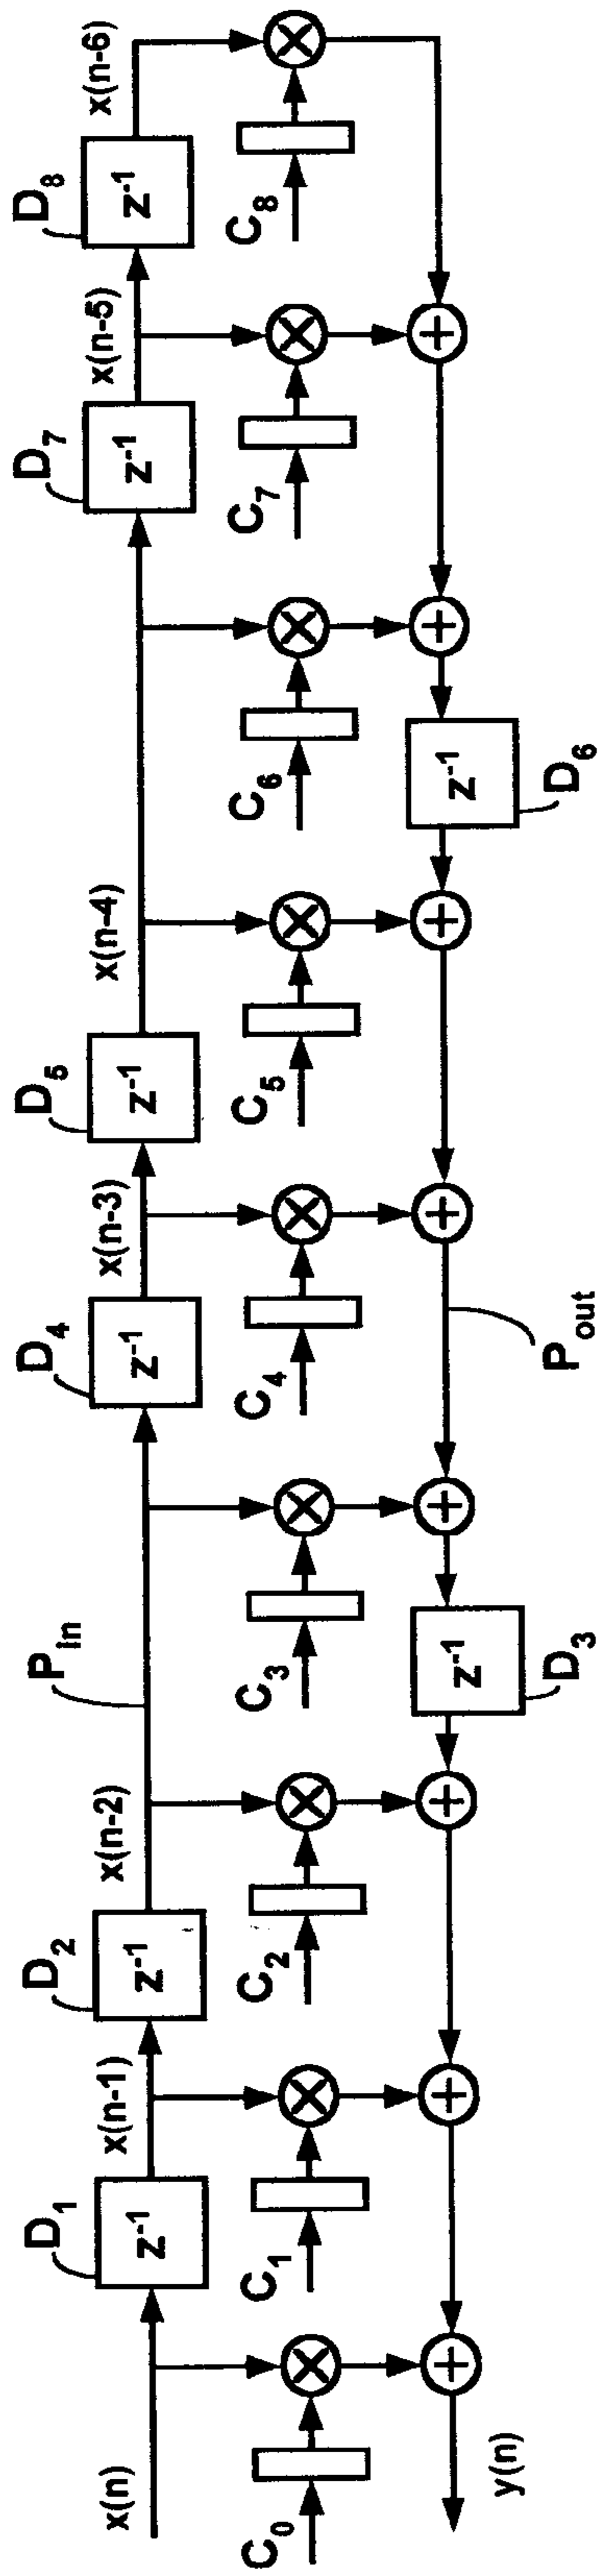 x(n)
D₁
z⁻¹
x(n-1)
D₂
z⁻¹
x(n-2)
Pᵢₙ
D₄
z⁻¹
x(n-3)
D₅
z⁻¹
x(n-4)
D₇
z⁻¹
x(n-5)
D₈
z⁻¹
x(n-6)
C₀
×
C₁
×
C₂
×
C₃
×
C₄
×
C₅
×
C₆
×
C₇
×
C₈
×
y(n)
+
+
+
z⁻¹
D₃
+
Pₒᵤₜ
+
+
z⁻¹
D₆
+
+